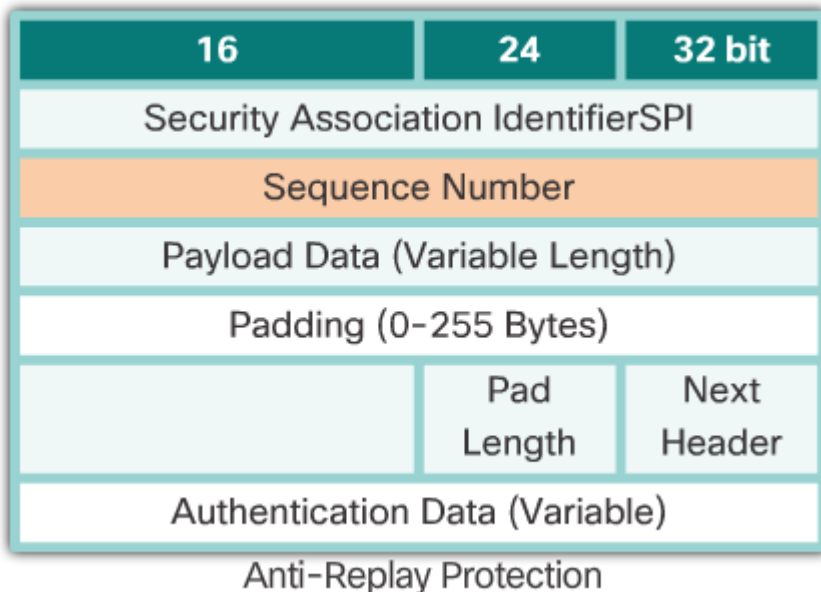 16 24 32 bit
Security Association IdentifierSPI
Sequence Number
Payload Data (Variable Length)
Padding (0-255 Bytes)
Pad Next
Length Header
Authentication Data (Variable)
Anti-Replay Protection